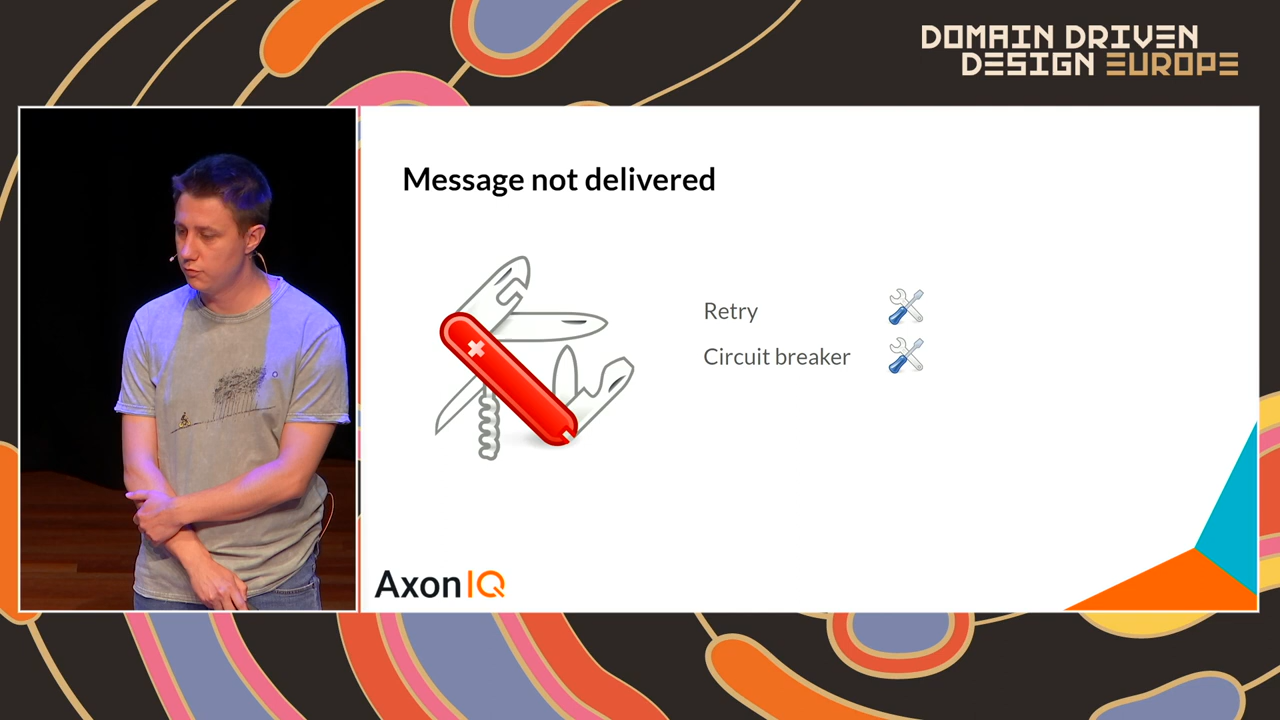 DOMAIN DRIVEN
DESIGN EUROPE
Message not delivered
Retry
Circuit breaker
AxonIQ